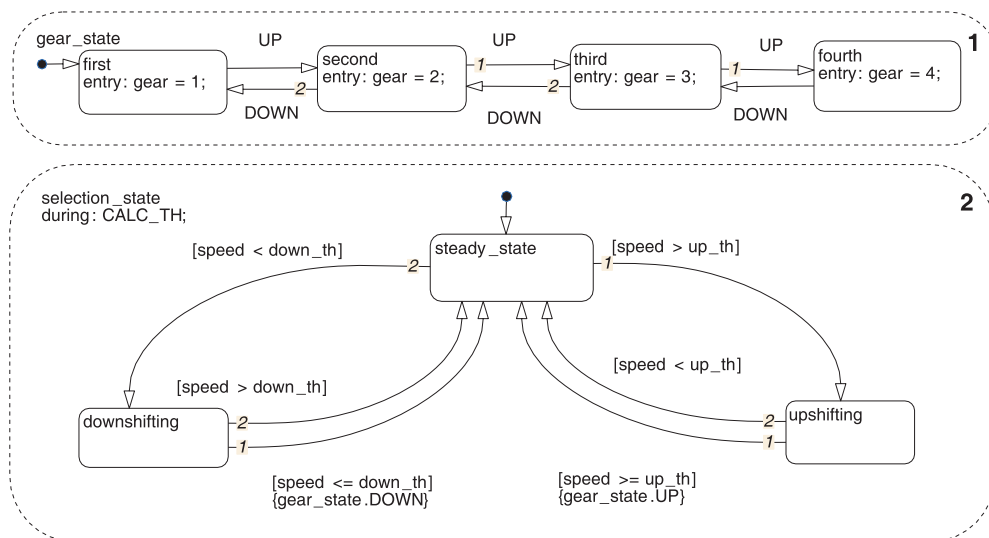 gear_state
UP
UP
UP
1
first
entry: gear = 1;
second
entry: gear = 2;
1
third
entry: gear = 3;
1
fourth
entry: gear = 4;
2
2
DOWN
DOWN
DOWN
selection_state
during: CALC_TH;
2
[speed < down_th]
steady_state
[speed > up_th]
2
1
[speed > down_th]
[speed < up_th]
downshifting
upshifting
2
1
2
1
[speed <= down_th]
{gear_state.DOWN}
[speed >= up_th]
{gear_state.UP}